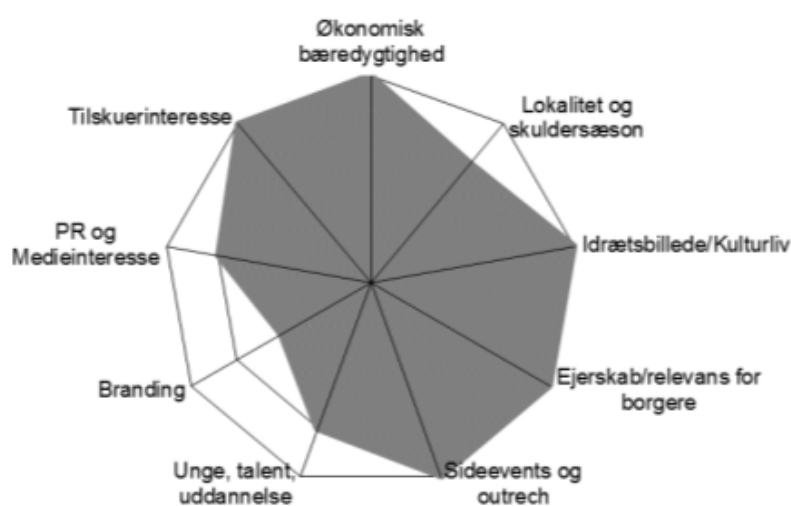 Økonomisk
bæredygtighed
Lokalitet og
skuldersæson
Idrætsbillede/Kulturliv
Ejerskab/relevans for
borgere
Sideevents og
outrech
Unge, talent,
uddannelse
Branding
PR og
Medieinteresse
Tilskuerinteresse